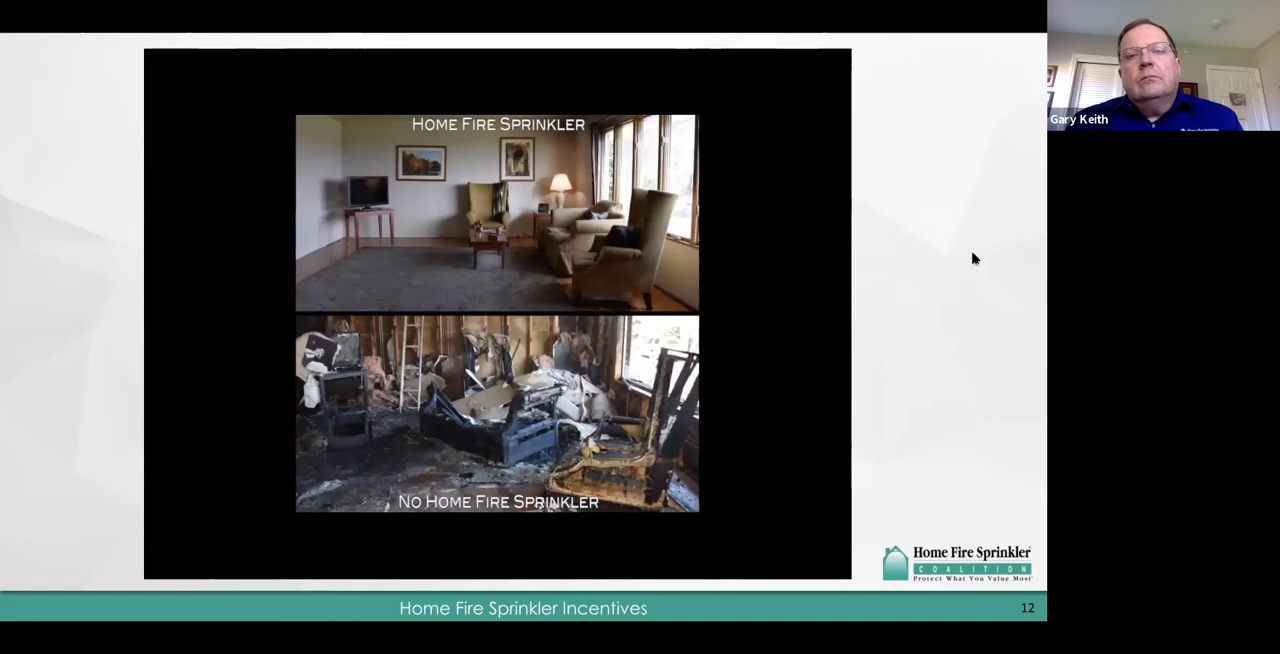 Home Fire Sprinkler
Gary Keith
No Home Fire Sprinkler
Home Fire Sprinkler
COALITION
Protect What You Value Most
Home Fire Sprinkler Incentives
12